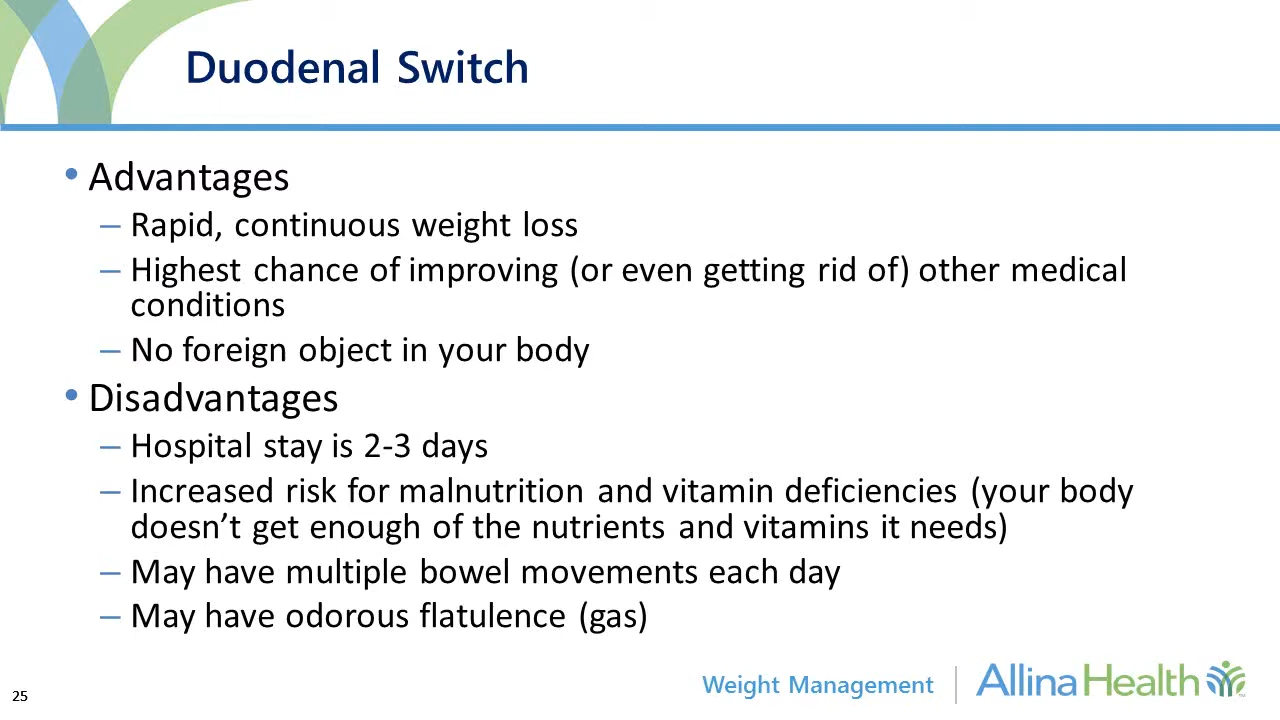 Duodenal Switch
• Advantages
– Rapid, continuous weight loss
– Highest chance of improving (or even getting rid of) other medical
conditions
– No foreign object in your body
• Disadvantages
– Hospital stay is 2-3 days
– Increased risk for malnutrition and vitamin deficiencies (your body
doesn’t get enough of the nutrients and vitamins it needs)
– May have multiple bowel movements each day
– May have odorous flatulence (gas)
25
Weight Management
Allina Health